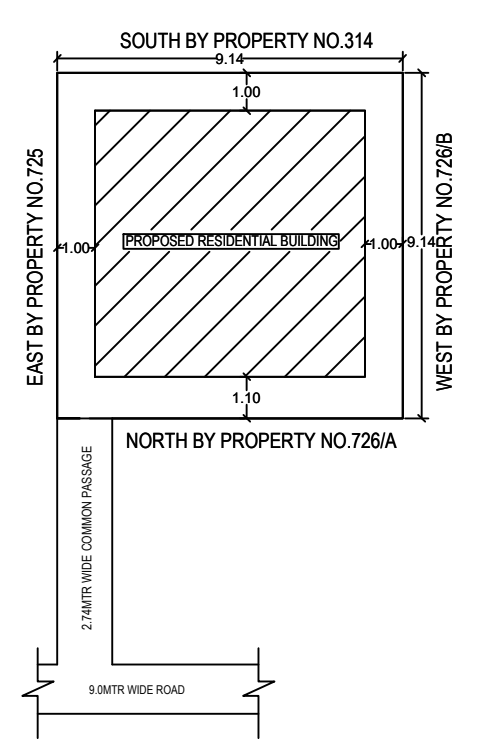 SOUTH BY PROPERTY NO.314
9.14
1.00
EAST BY PROPERTY NO.725
1.00
PROPOSED RESIDENTIAL BUILDING
1.00
9.14
WEST BY PROPERTY NO.726/B
1.10
NORTH BY PROPERTY NO.726/A
2.74MTR WIDE COMMON PASSAGE
9.0MTR WIDE ROAD